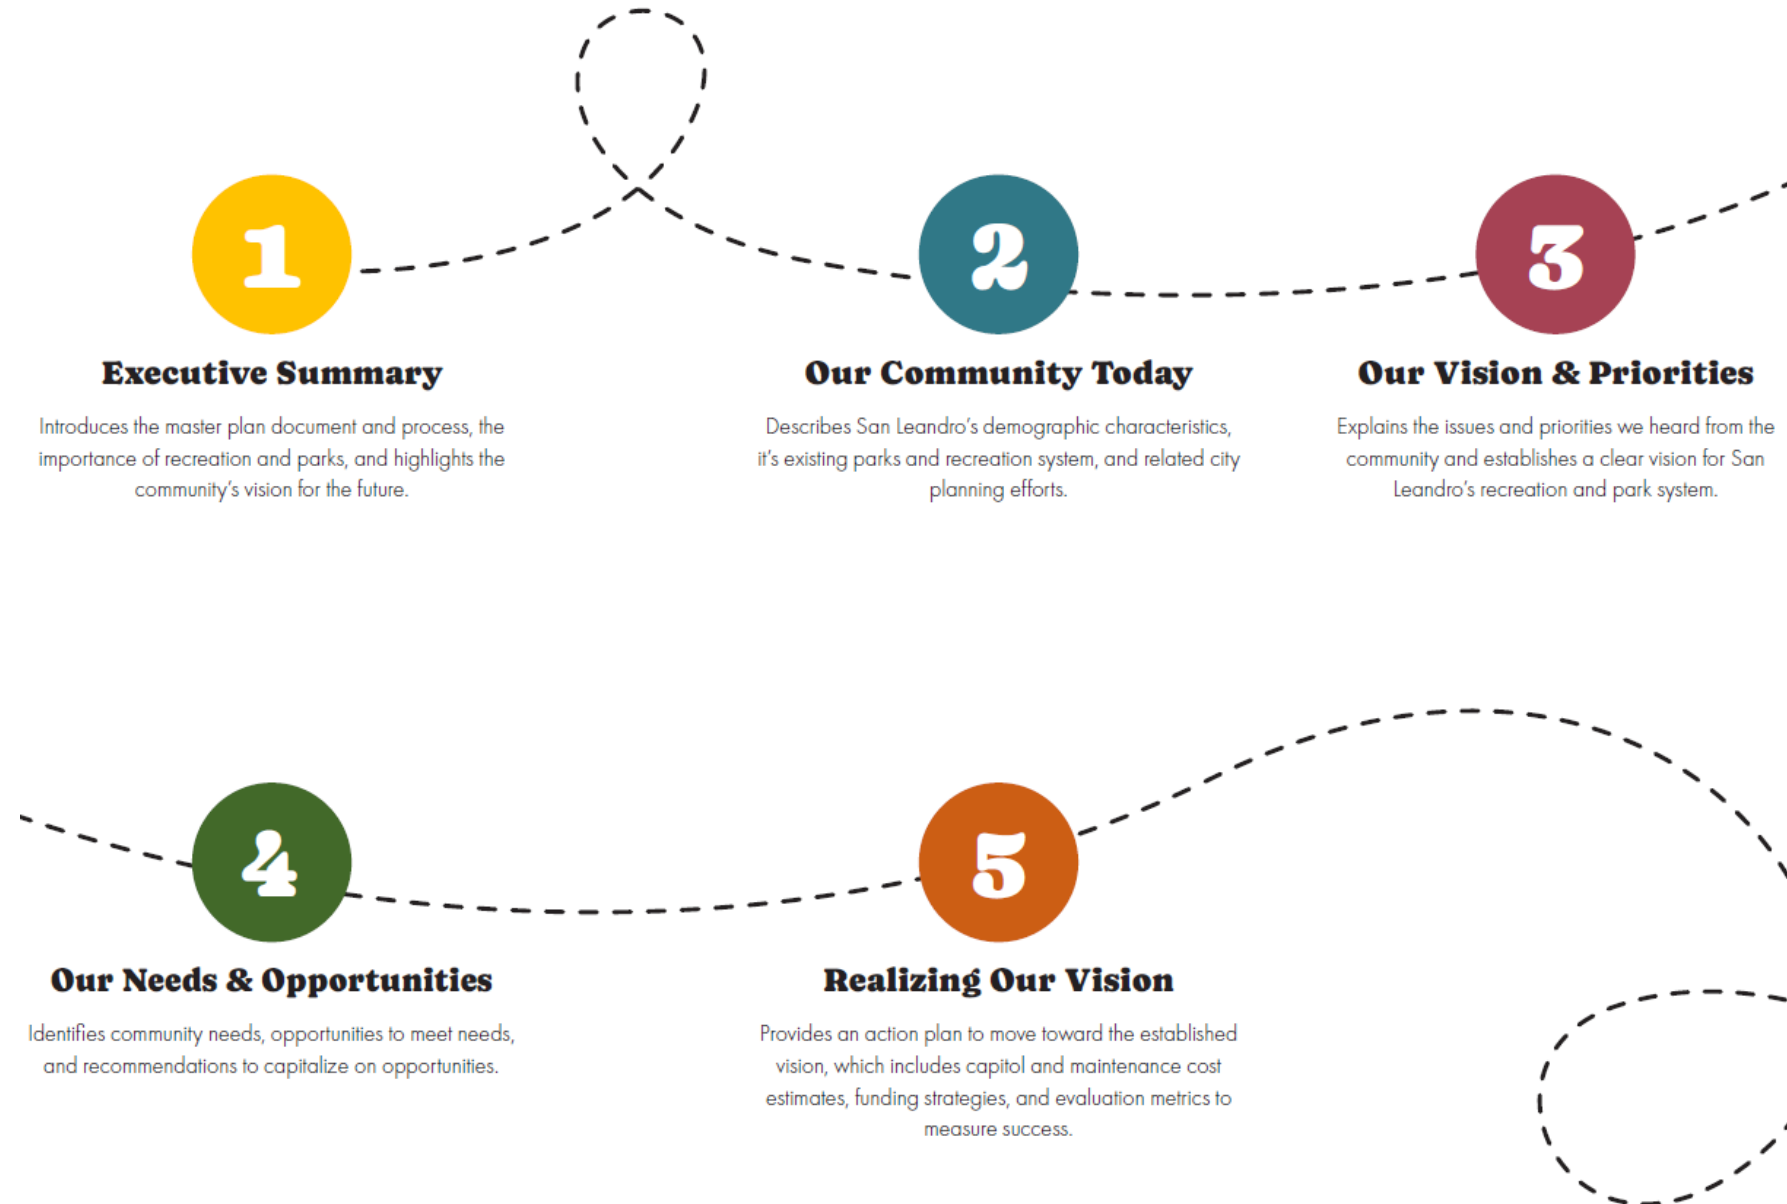 1
Executive Summary
Introduces the master plan document and process, the
importance of recreation and parks, and highlights the
community's vision for the future.
2
Our Community Today
Describes San Leandro's demographic characteristics,
it's existing parks and recreation system, and related city
planning efforts.
3
Our Vision & Priorities
Explains the issues and priorities we heard from the
community and establishes a clear vision for San
Leandro's recreation and park system.
4
Our Needs & Opportunities
Identifies community needs, opportunities to meet needs,
and recommendations to capitalize on opportunities.
5
Realizing Our Vision
Provides an action plan to move toward the established
vision, which includes capitol and maintenance cost
estimates, funding strategies, and evaluation metrics to
measure success.